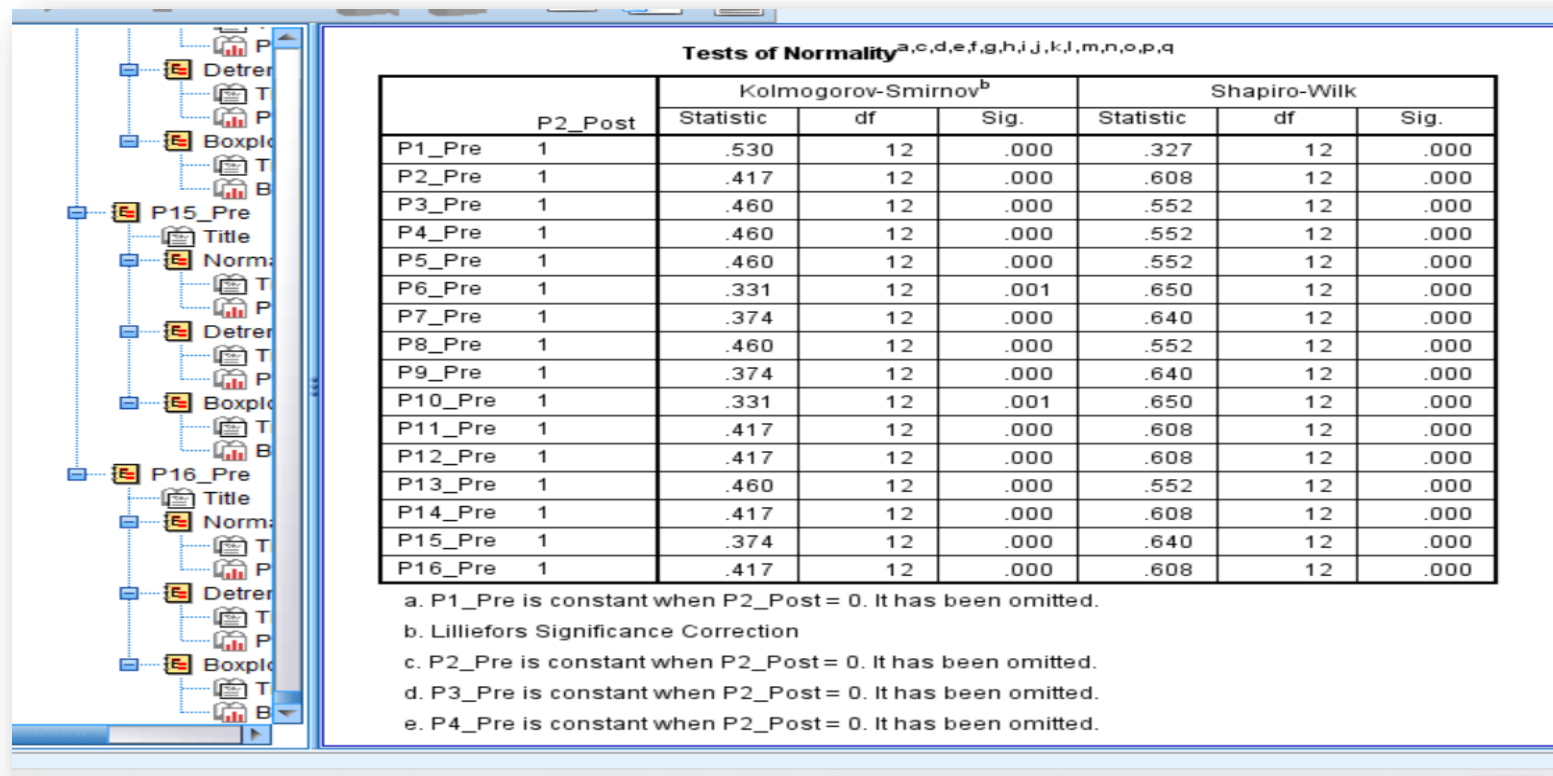 P
Detrer
T
P
Boxplo
T
B
P15_Pre
Title
Norma
T
P
Detrer
T
P
Boxplo
T
B
P16_Pre
Title
Norma
T
P
Detrer
T
P
Boxplo
T
B
Tests of Normality a,c,d,e,f,g,h,i,j,k,l,m,n,o,p,q
Kolmogorov-Smirnov b Shapiro-Wilk
P2_Post Statistic df Sig. Statistic df Sig.
P1_Pre 1 .530 12 .000 .327 12 .000
P2_Pre 1 .417 12 .000 .608 12 .000
P3_Pre 1 .460 12 .000 .552 12 .000
P4_Pre 1 .460 12 .000 .552 12 .000
P5_Pre 1 .460 12 .000 .552 12 .000
P6_Pre 1 .331 12 .001 .650 12 .000
P7_Pre 1 .374 12 .000 .640 12 .000
P8_Pre 1 .460 12 .000 .552 12 .000
P9_Pre 1 .374 12 .000 .640 12 .000
P10_Pre 1 .331 12 .001 .650 12 .000
P11_Pre 1 .417 12 .000 .608 12 .000
P12_Pre 1 .417 12 .000 .608 12 .000
P13_Pre 1 .460 12 .000 .552 12 .000
P14_Pre 1 .417 12 .000 .608 12 .000
P15_Pre 1 .374 12 .000 .640 12 .000
P16_Pre 1 .417 12 .000 .608 12 .000
a. P1_Pre is constant when P2_Post = 0. It has been omitted.
b. Lilliefors Significance Correction
c. P2_Pre is constant when P2_Post = 0. It has been omitted.
d. P3_Pre is constant when P2_Post = 0. It has been omitted.
e. P4_Pre is constant when P2_Post = 0. It has been omitted.